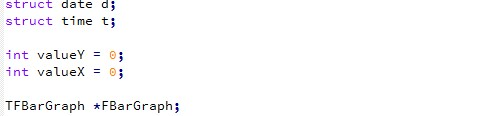 struct date d;
struct time t;
int valueY = 0;
int valueX = 0;
TFBarGraph *FBarGraph;